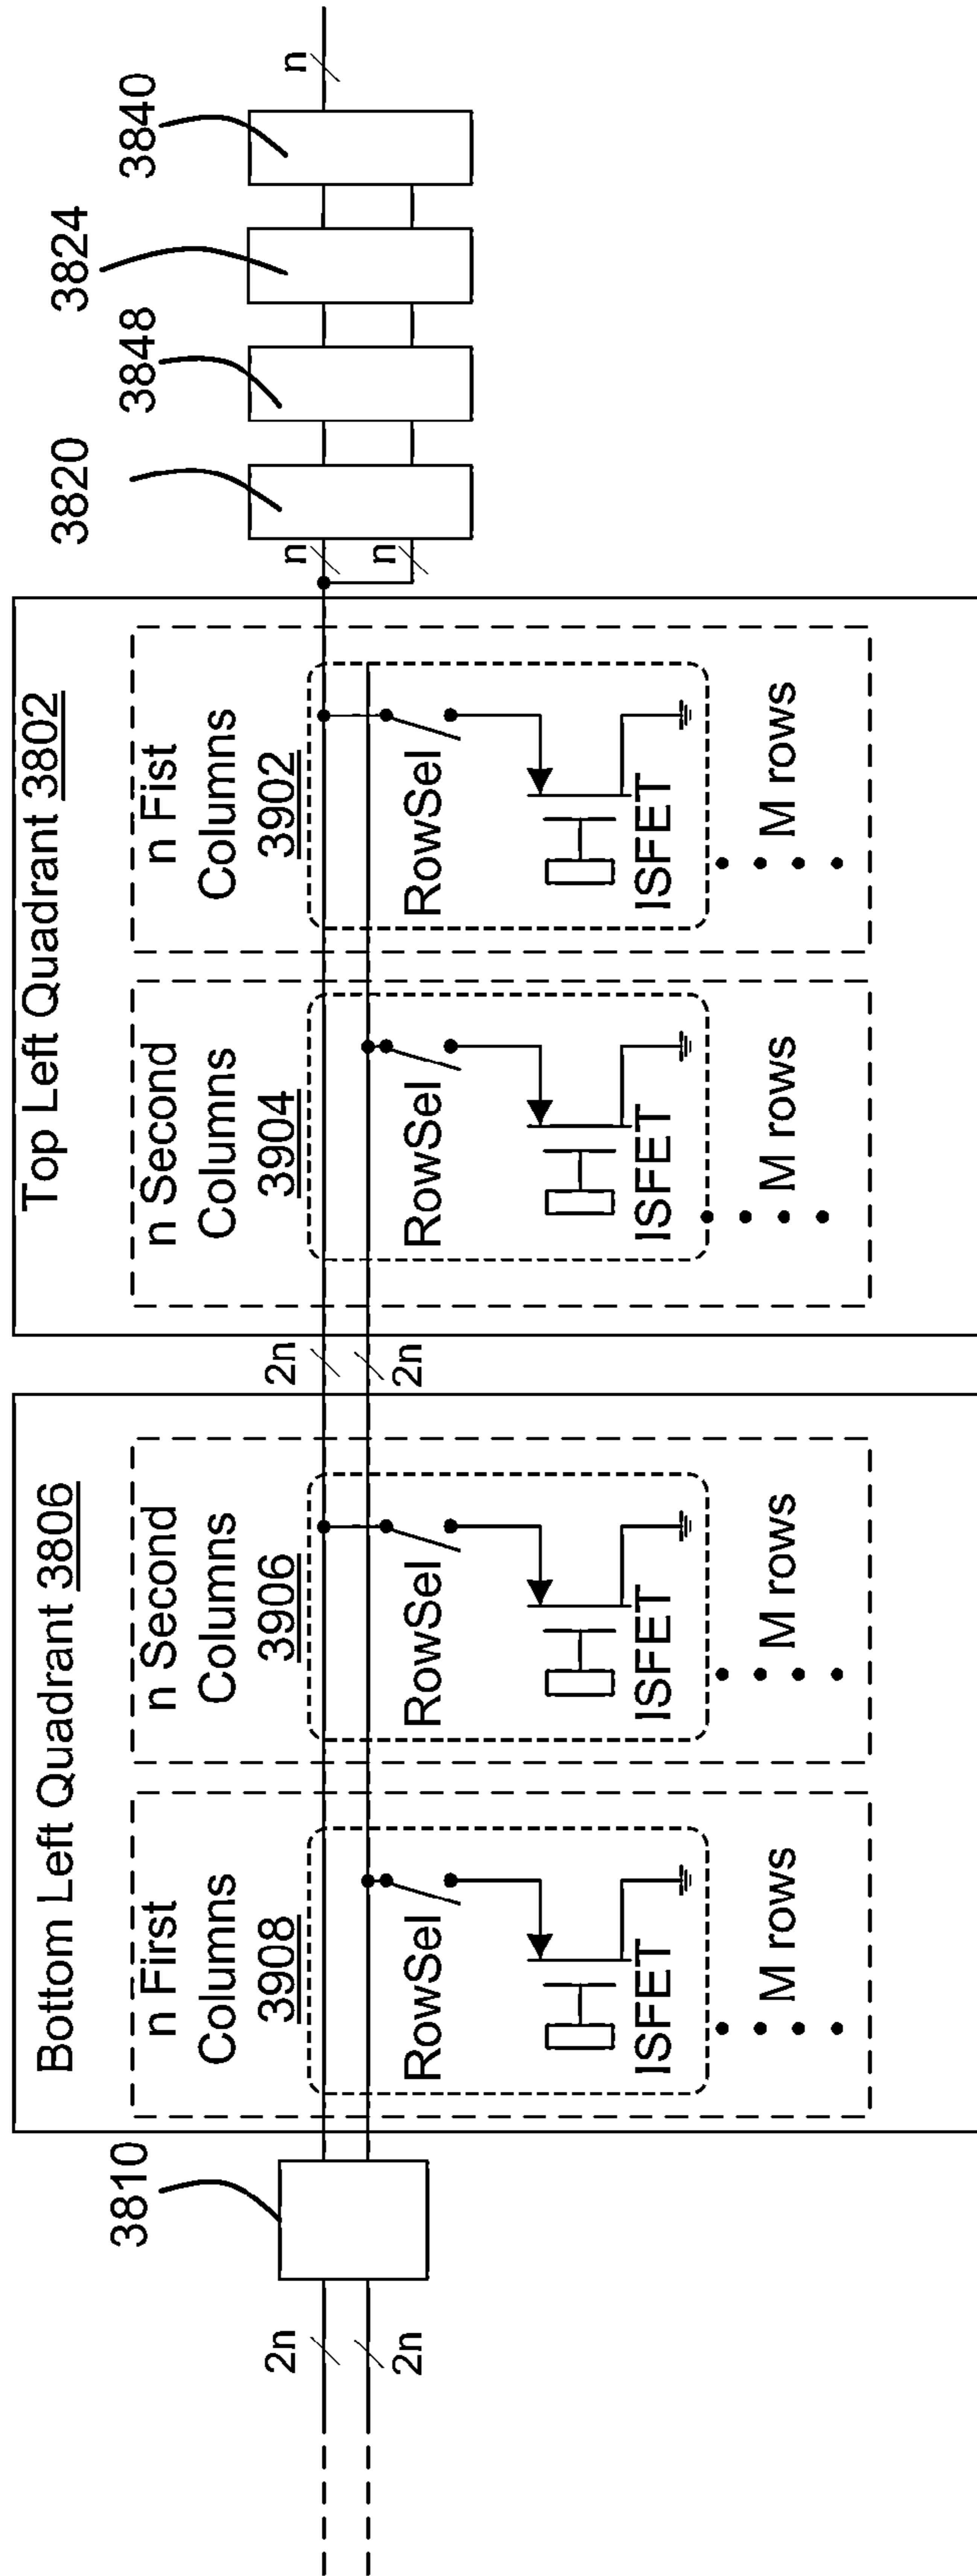 3840
3824
3848
3820
n
n
n
Top Left Quadrant 3802
n Fist
Columns
3902
RowSel
ISFET
M rows
n Second
Columns
3904
RowSel
ISFET
M rows
2n
2n
Bottom Left Quadrant 3806
n Second
Columns
3906
RowSel
ISFET
M rows
n First
Columns
3908
RowSel
ISFET
M rows
3810
2n
2n